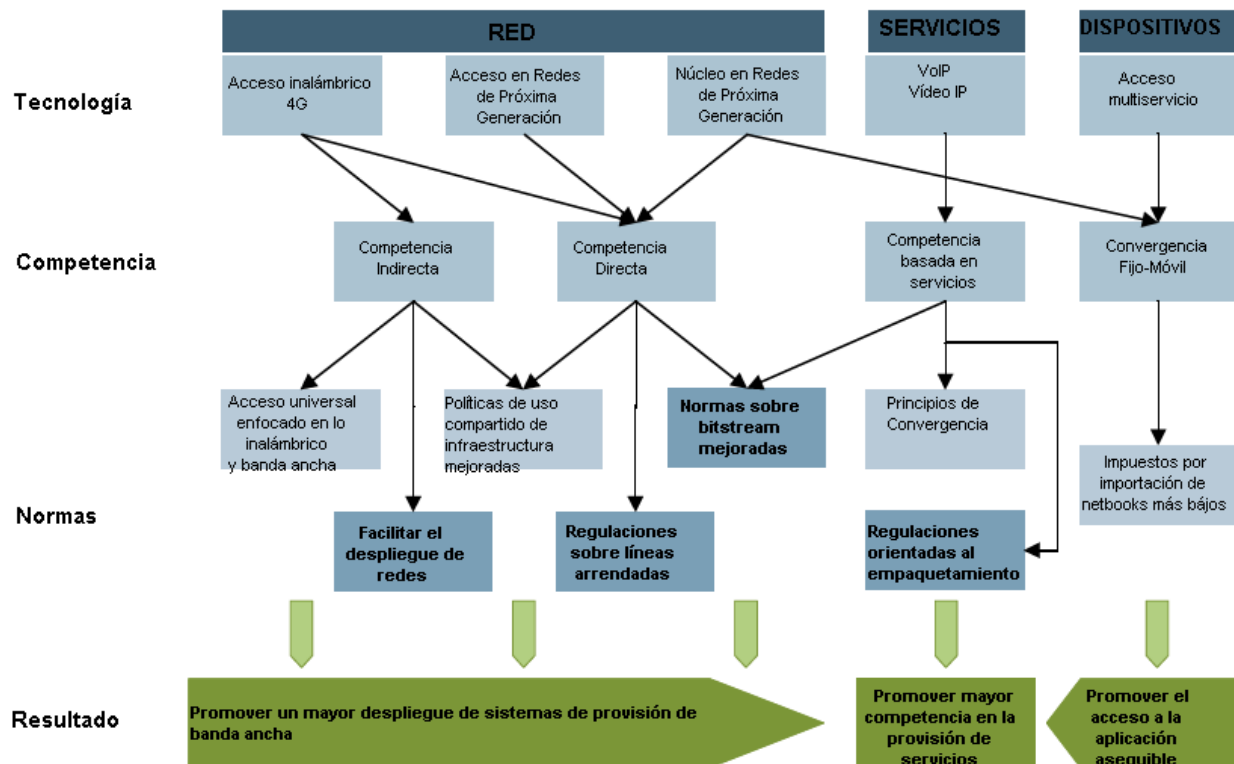 RED
SERVICIOS
DISPOSITIVOS
Tecnología
Acceso inalámbrico
4G
Acceso en Redes
de Próxima
Generación
Núcleo en Redes
de Próxima
Generación
VoIP
Vídeo IP
Acceso
multiservicio
Competencia
Competencia
Indirecta
Competencia
Directa
Competencia
basada en
servicios
Convergencia
Fijo-Móvil
Normas
Acceso universal
enfocado en lo
inalámbrico
y banda ancha
Políticas de uso
compartido de
infraestructura
mejoradas
Normas sobre
bitstream
mejoradas
Principios de
Convergencia
Impuestos por
importación de
netbooks más bájos
Facilitar el
despliegue de
redes
Regulaciones
sobre líneas
arrendadas
Regulaciones
orientadas al
empaquetamiento
Resultado
Promover un mayor despliegue de sistemas de provisión de
banda ancha
Promover mayor
competencia en la
provisión de
servicios
Promover el
acceso a la
aplicación
asequible